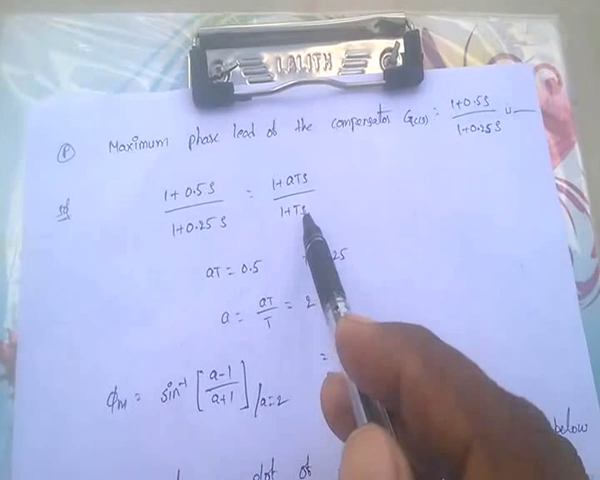 LALITH
(P) Maximum phase lead of the compensator Gc(s) = (1+0.5S)/(1+0.25S) is —
Sol (1+0.5S)/(1+0.25S) = (1+aTS)/(1+TS)
aT = 0.5 25
a = aT/T = 2
ϕM = sin⁻¹ [(a-1)/(a+1)] /a=2 =
below
plot of